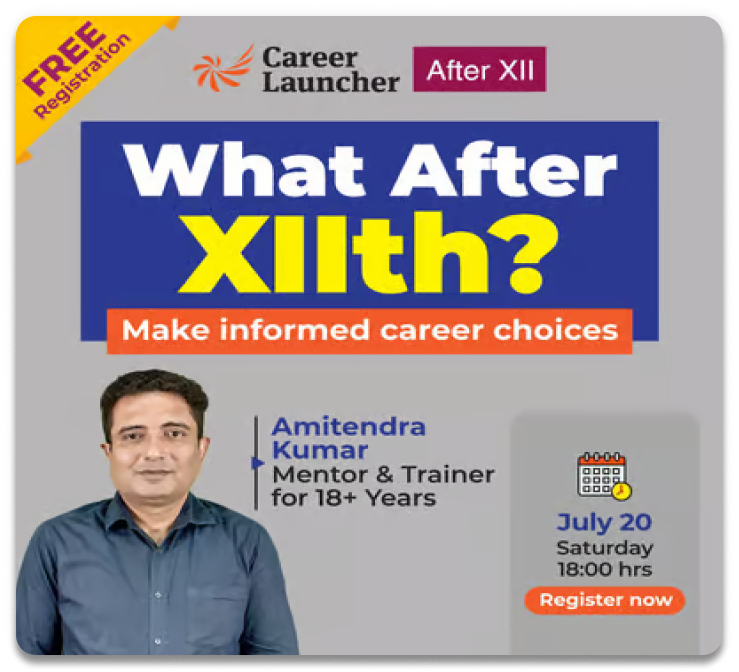 FREE
Registration
Career
Launcher
After XII
What After
XIIth?
Make informed career choices
Amitendra
Kumar
Mentor & Trainer
for 18+ Years
July 20
Saturday
18:00 hrs
Register now